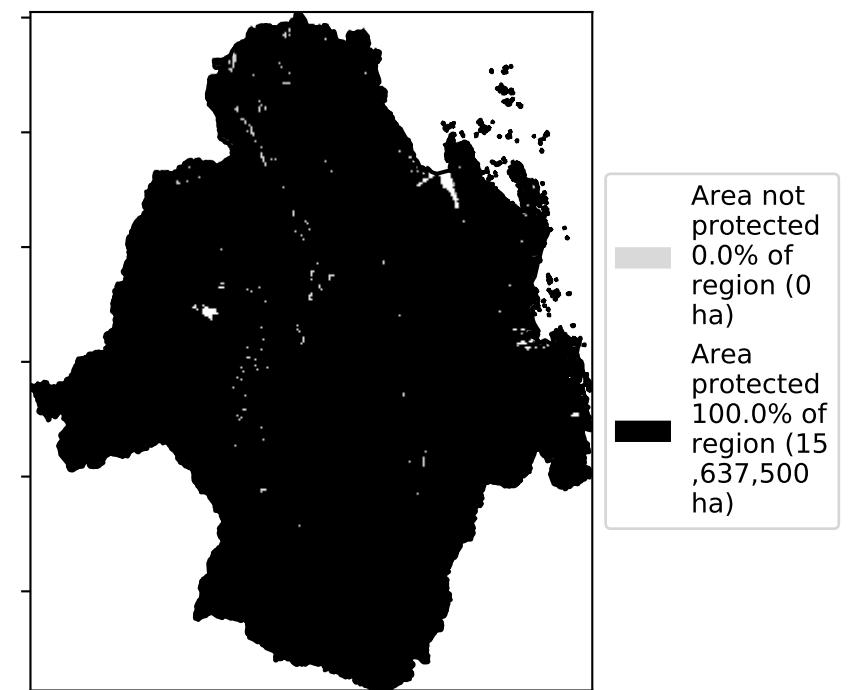 Area not
protected
0.0% of
region (0
ha)
Area
protected
100.0% of
region (15
,637,500
ha)